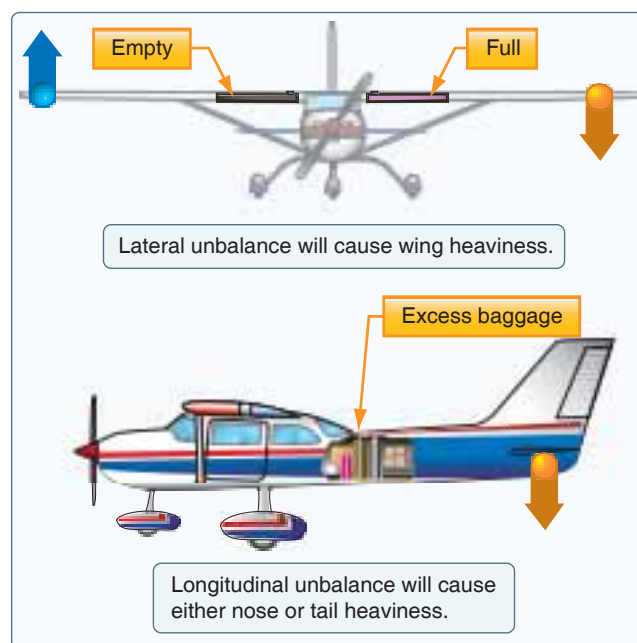 Empty
Full
Lateral unbalance will cause wing heaviness.
Excess baggage
Longitudinal unbalance will cause
either nose or tail heaviness.